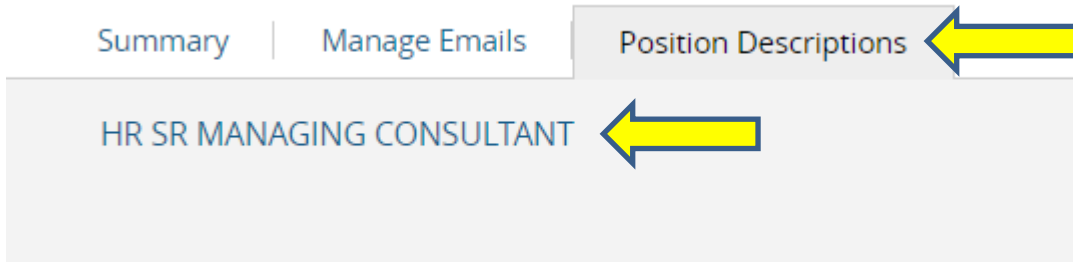 Summary Manage Emails Position Descriptions
HR SR MANAGING CONSULTANT